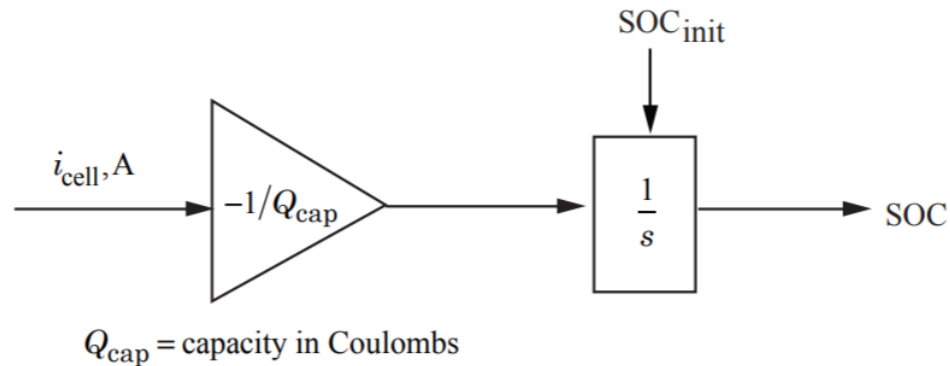 SOCinit
icell, A
−1/Qcap
1
s
SOC
Qcap = capacity in Coulombs